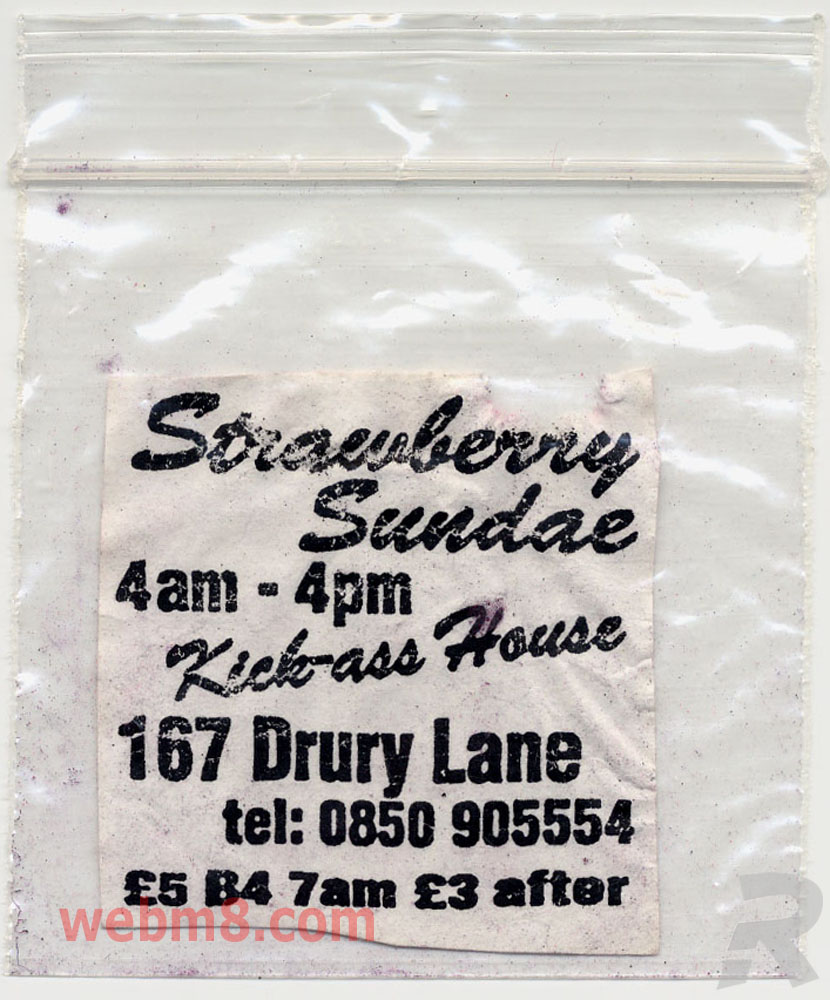 Strawberry
Sundae
4am - 4pm
Kick-ass House
167 Drury Lane
tel: 0850 905554
£5 B4 7am £3 after
webm8.com
R